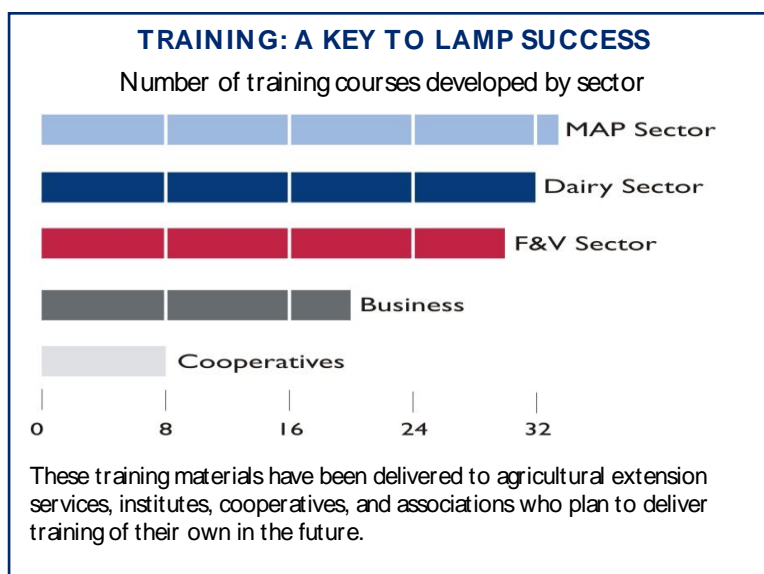 TRAINING: A KEY TO LAMP SUCCESS
Number of training courses developed by sector
MAP Sector
Dairy Sector
F&V Sector
Business
Cooperatives
0 8 16 24 32
These training materials have been delivered to agricultural extension
services, institutes, cooperatives, and associations who plan to deliver
training of their own in the future.